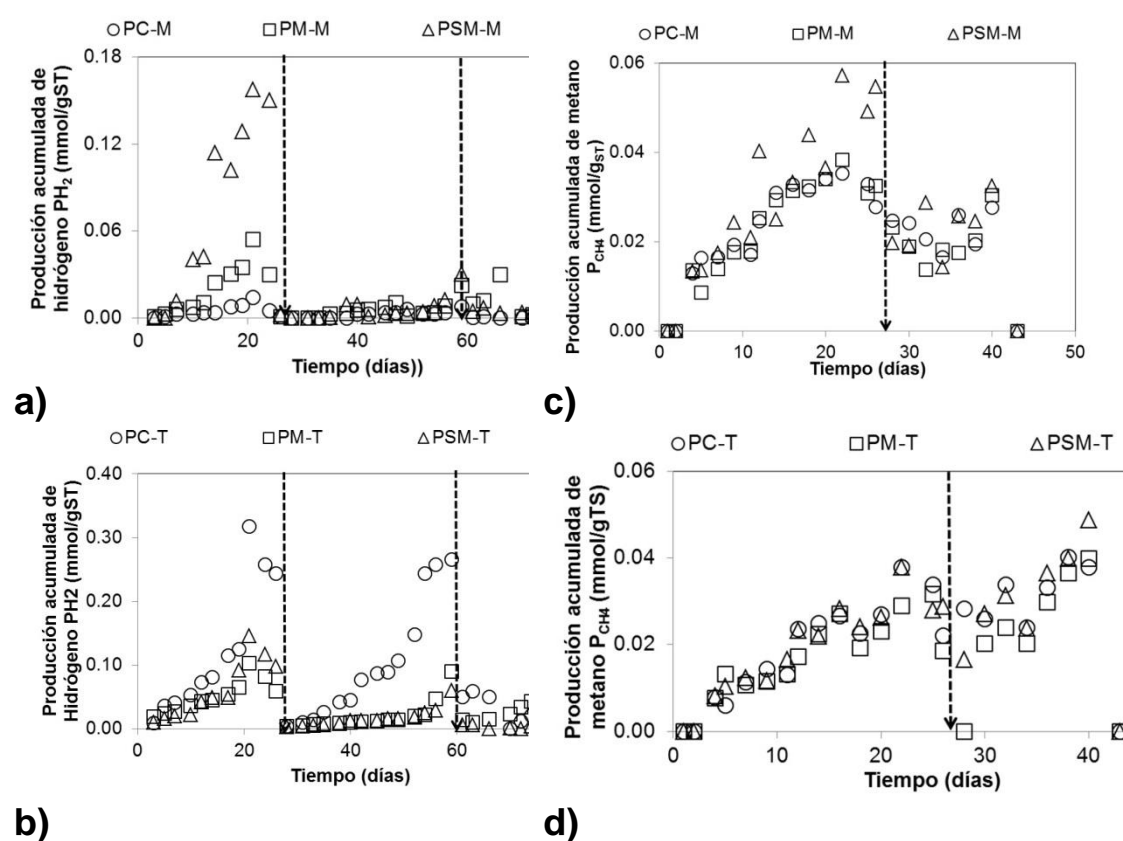 PC-M PM-M PSM-M
Producción acumulada de
hidrógeno PH2 (mmol/gST)
0.18
0.12
0.06
0.00
0 20 40 60
Tiempo (días))
a)
PC-M PM-M PSM-M
Producción acumulada de metano
PCH4 (mmol/gST)
0.06
0.04
0.02
0.00
0 10 20 30 40 50
Tiempo (días)
c)
PC-T PM-T PSM-T
Producción acumulada de
Hidrógeno PH2 (mmol/gST)
0.40
0.30
0.20
0.10
0.00
0 20 40 60
Tiempo (días)
b)
PC-T PM-T PSM-T
Producción acumulada de
metano PCH4 (mmol/gTS)
0.06
0.04
0.02
0.00
0 10 20 30 40
Tiempo (días)
d)